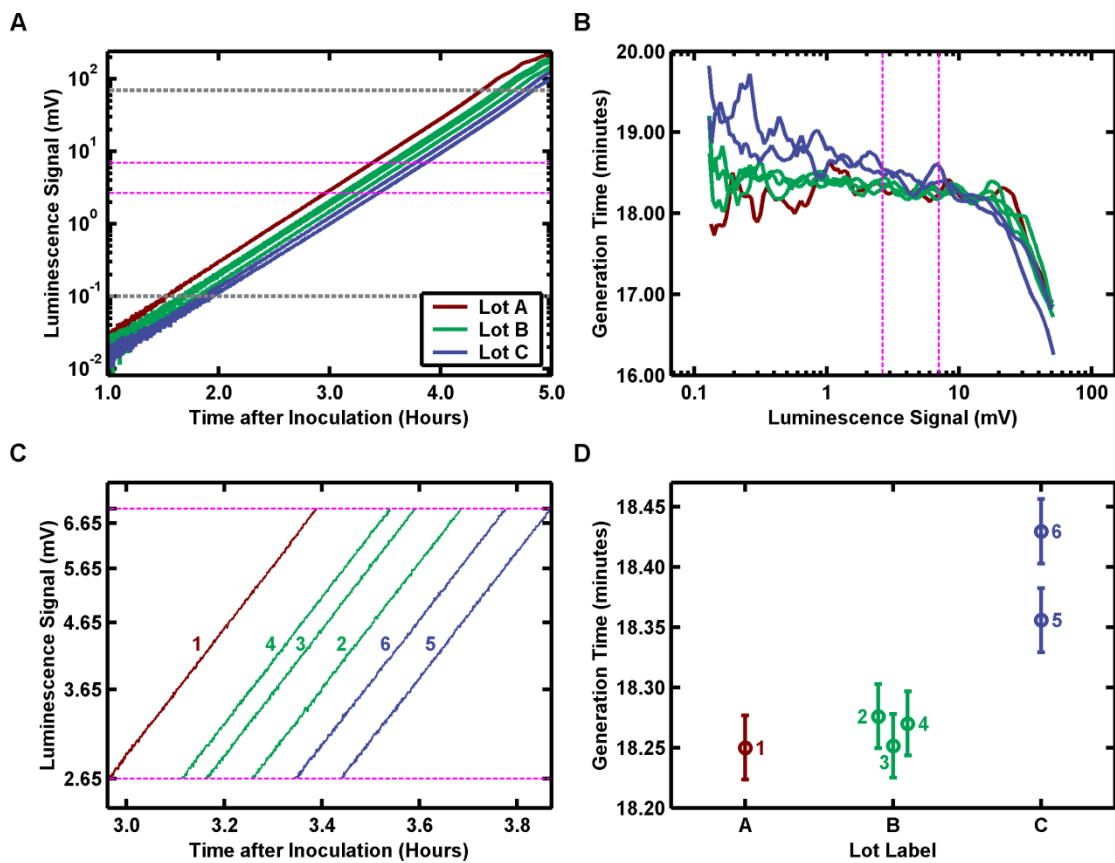 A
Luminescence Signal (mV)
10²
10¹
10⁰
10⁻¹
10⁻²
1.0 2.0 3.0 4.0 5.0
Time after Inoculation (Hours)
Lot A
Lot B
Lot C
B
Generation Time (minutes)
20.00
19.00
18.00
17.00
16.00
0.1 1 10 100
Luminescence Signal (mV)
C
Luminescence Signal (mV)
6.65
5.65
4.65
3.65
2.65
1 4 3 2 6 5
3.0 3.2 3.4 3.6 3.8
Time after Inoculation (Hours)
D
Generation Time (minutes)
18.45
18.40
18.35
18.30
18.25
18.20
6
5
2
4
1
3
A B C
Lot Label